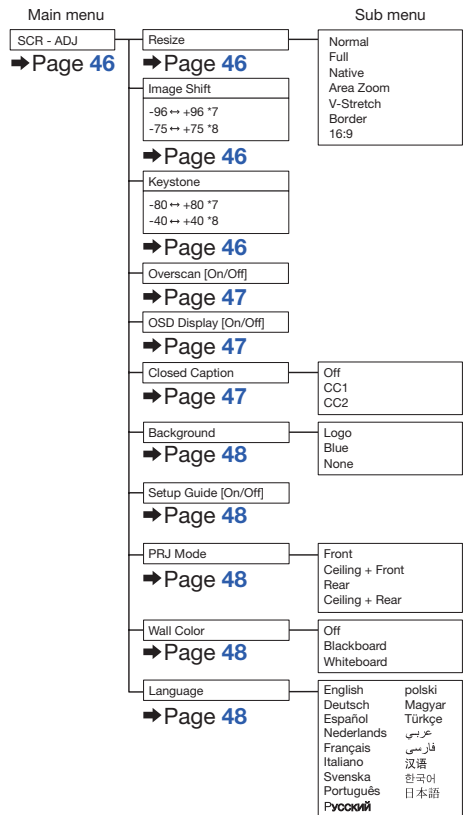 Main menu
Sub menu
SCR - ADJ
➡Page 46
Resize
➡Page 46
Normal
Full
Native
Area Zoom
V-Stretch
Border
16:9
Image Shift
-96 ↔ +96 *7
-75 ↔ +75 *8
➡Page 46
Keystone
-80 ↔ +80 *7
-40 ↔ +40 *8
➡Page 46
Overscan [On/Off]
➡Page 47
OSD Display [On/Off]
➡Page 47
Closed Caption
➡Page 47
Off
CC1
CC2
Background
➡Page 48
Logo
Blue
None
Setup Guide [On/Off]
➡Page 48
PRJ Mode
➡Page 48
Front
Ceiling + Front
Rear
Ceiling + Rear
Wall Color
➡Page 48
Off
Blackboard
Whiteboard
Language
➡Page 48
English
Deutsch
Español
Nederlands
Français
Italiano
Svenska
Português
Русский
polski
Magyar
Türkçe
عربي
فارسی
汉语
한국어
日本語